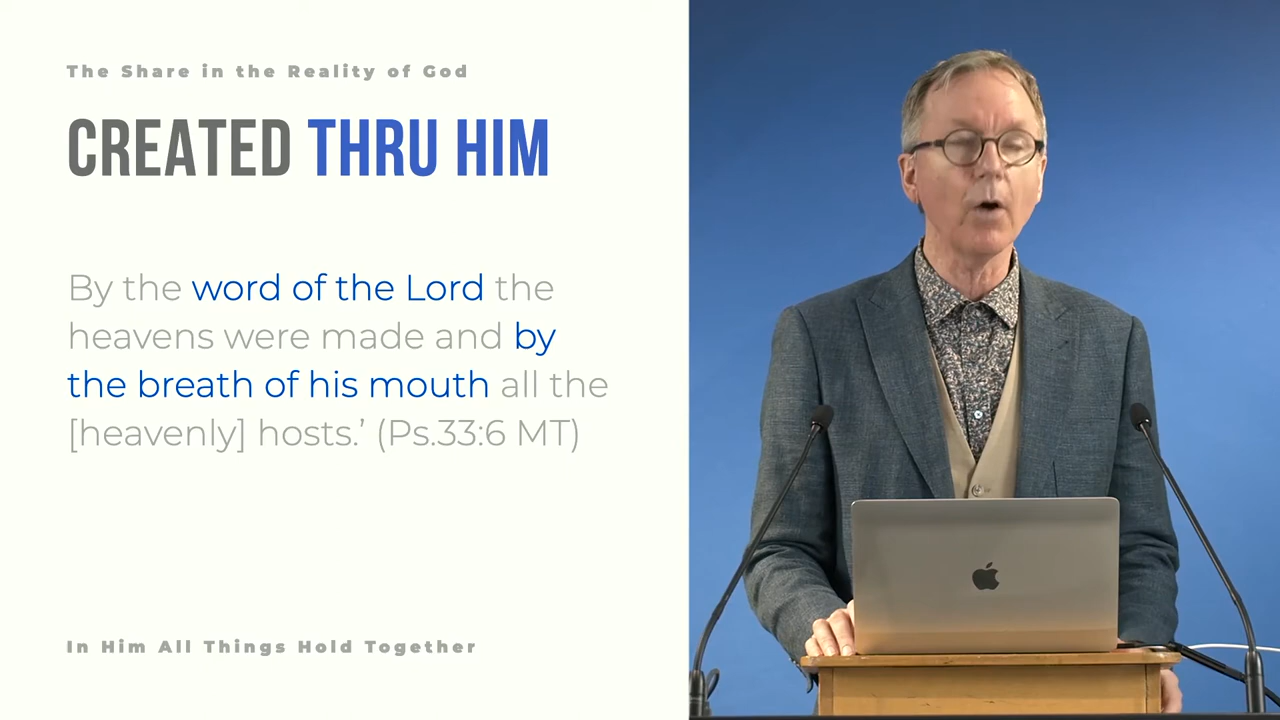 The Share in the Reality of God
CREATED THRU HIM
By the word of the Lord the
heavens were made and by
the breath of his mouth all the
[heavenly] hosts.’ (Ps.33:6 MT)
In Him All Things Hold Together